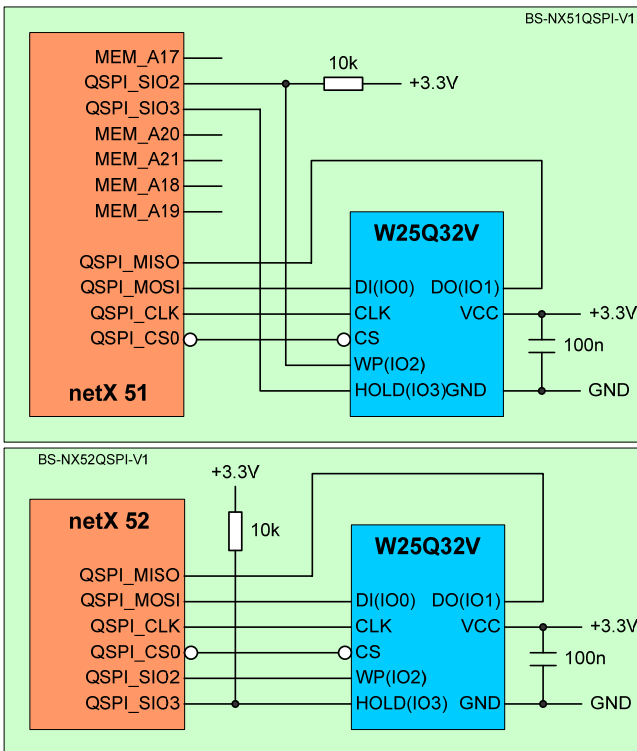 BS-NX51QSPI-V1
MEM_A17
QSPI_SIO2
10k
+3.3V
QSPI_SIO3
MEM_A20
MEM_A21
MEM_A18
MEM_A19
W25Q32V
QSPI_MISO
QSPI_MOSI
DI(IO0)
DO(IO1)
QSPI_CLK
CLK
VCC
+3.3V
QSPI_CS0
CS
100n
WP(IO2)
netX 51
HOLD(IO3)
GND
GND
BS-NX52QSPI-V1
+3.3V
netX 52
10k
W25Q32V
QSPI_MISO
QSPI_MOSI
DI(IO0)
DO(IO1)
QSPI_CLK
CLK
VCC
+3.3V
QSPI_CS0
CS
100n
QSPI_SIO2
WP(IO2)
QSPI_SIO3
HOLD(IO3)
GND
GND